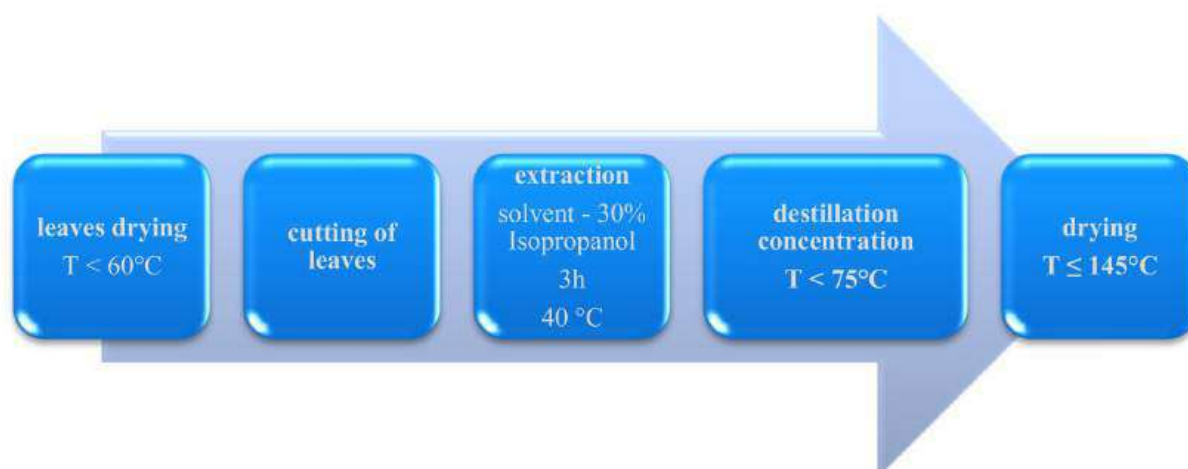 leaves drying
T < 60°C
cutting of
leaves
extraction
solvent - 30%
Isopropanol
3h
40 °C
destillation
concentration
T < 75°C
drying
T ≤ 145°C